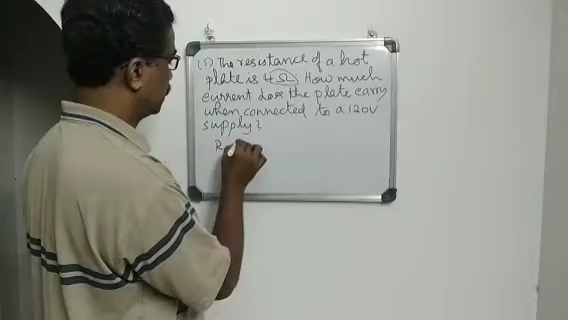 (5) The resistance of a hot
plate is 4Ω. How much
current does the plate carry
when connected to a 120V
supply?
R